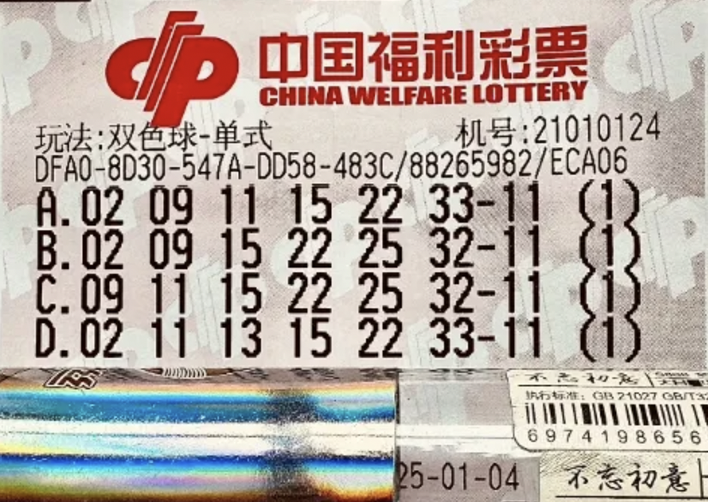 中国福利彩票
CHINA WELFARE LOTTERY
玩法:双色球-单式 机号:21010124
DFA0-8D30-547A-DD58-483C/88265982/ECA06
A.02 09 11 15 22 33-11 (1)
B.02 09 15 22 25 32-11 (1)
C.09 11 15 22 25 32-11 (1)
D.02 11 13 15 22 33-11 (1)
不忘初意
执行标准: GB 21027 GB/T32
6974198656
25-01-04 不忘初意